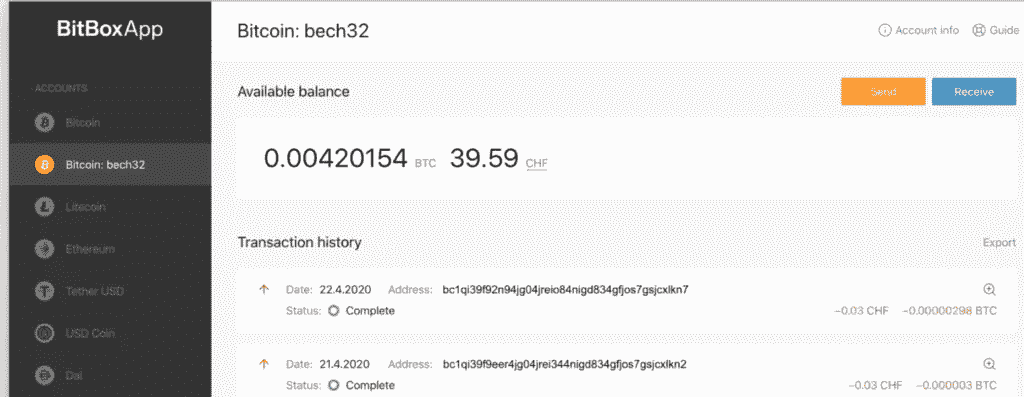 BitBoxApp
Bitcoin: bech32
Account info
Guide
ACCOUNTS
Available balance
Send
Receive
Bitcoin
0.00420154 BTC 39.59 CHF
Bitcoin: bech32
Litecoin
Ethereum
Tether USD
USD Coin
Dai
Transaction history
Export
Date: 22.4.2020 Address: bc1qi39f92n94jg04jreio84nigd834gfjos7gsjcxlkn7
Status: Complete
−0.03 CHF −0.00000298 BTC
Date: 21.4.2020 Address: bc1qi39f9eer4jg04jrei344nigd834gfjos7gsjcxlkn2
Status: Complete
−0.03 CHF −0.000003 BTC